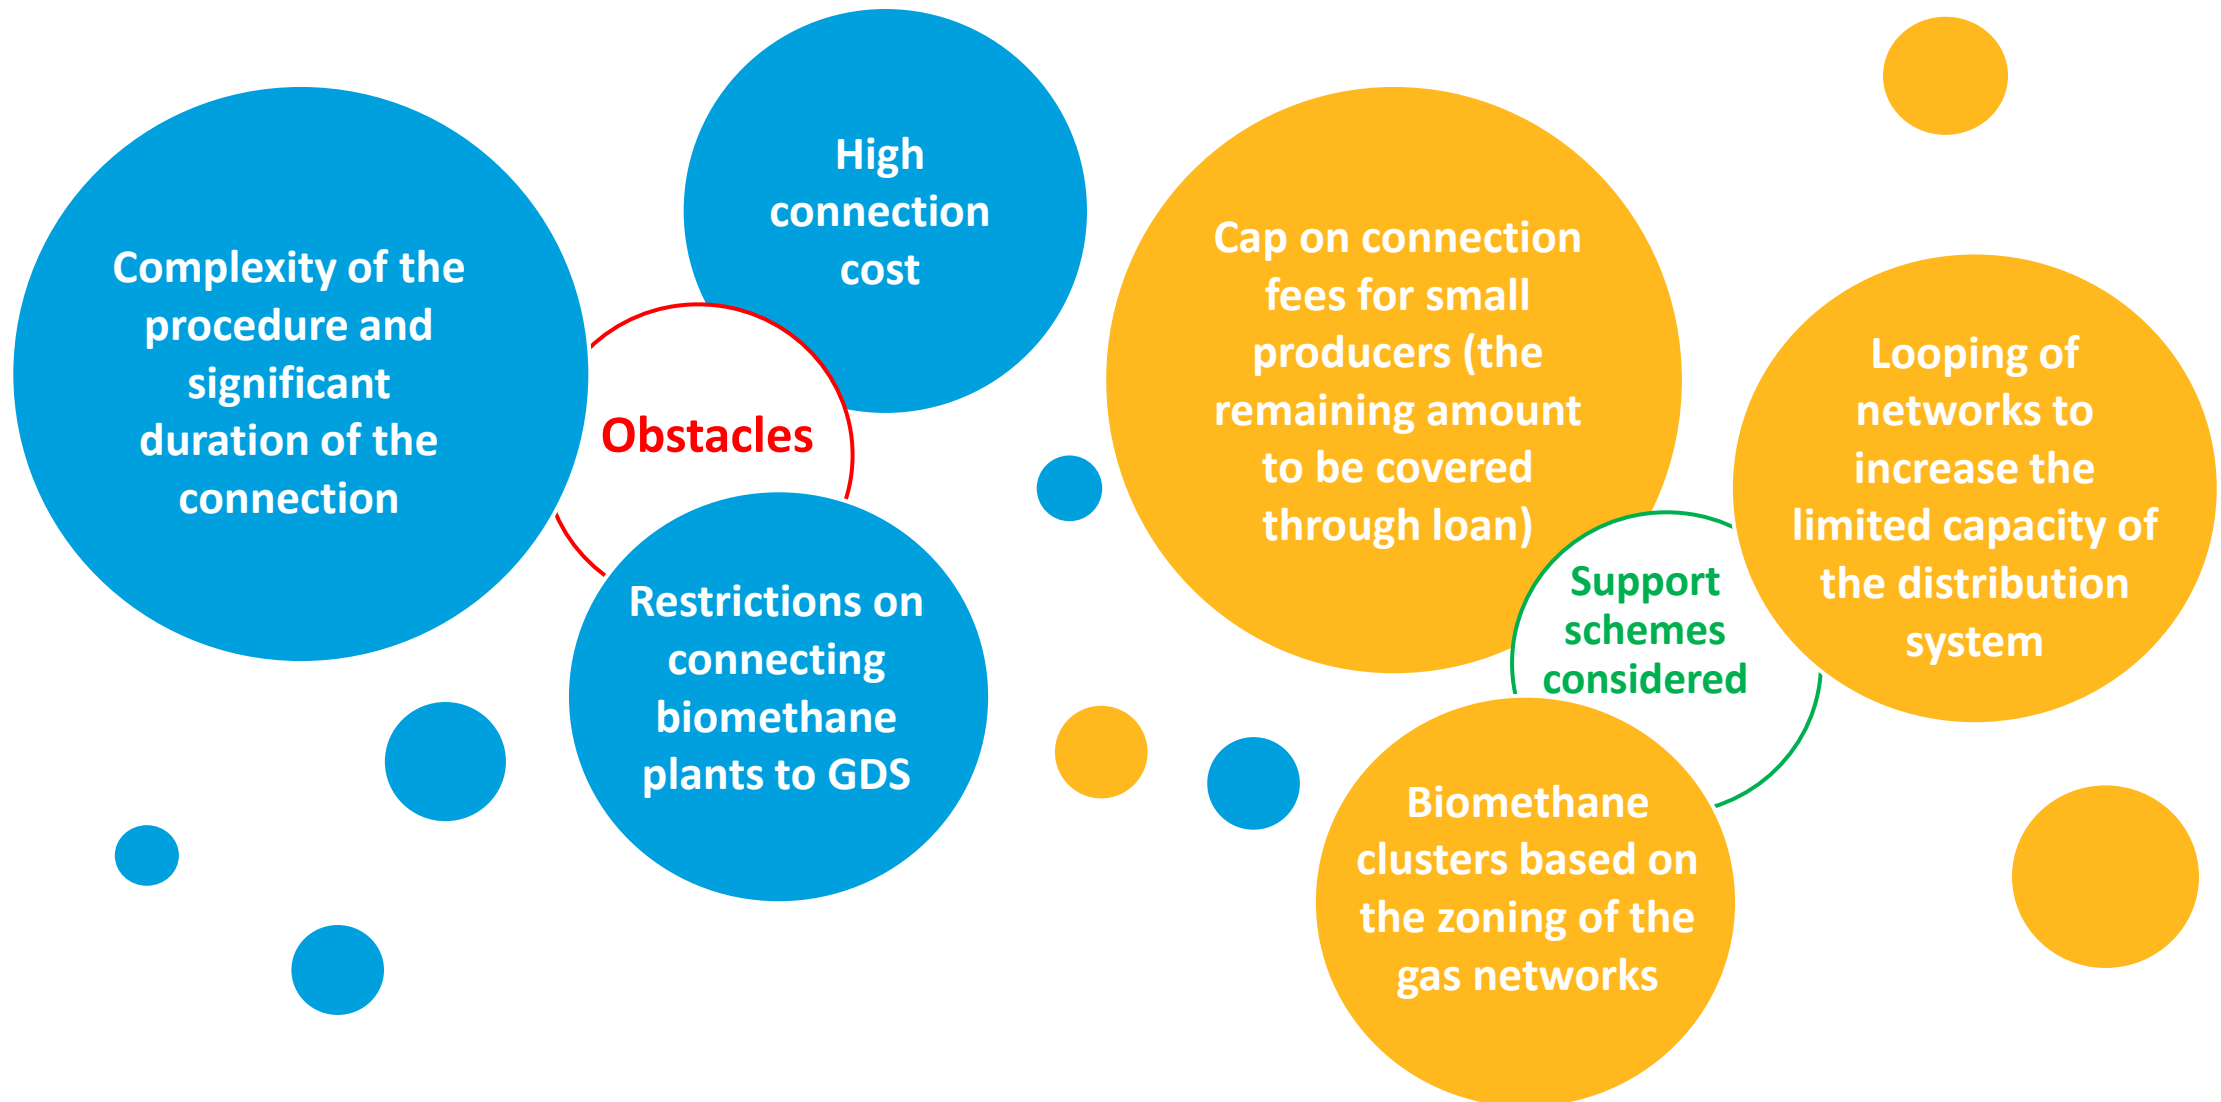 High
connection
cost
Complexity of the
procedure and
significant
duration of the
connection
Obstacles
Restrictions on
connecting
biomethane
plants to GDS
Cap on connection
fees for small
producers (the
remaining amount
to be covered
through loan)
Looping of
networks to
increase the
limited capacity of
the distribution
system
Support
schemes
considered
Biomethane
clusters based on
the zoning of the
gas networks